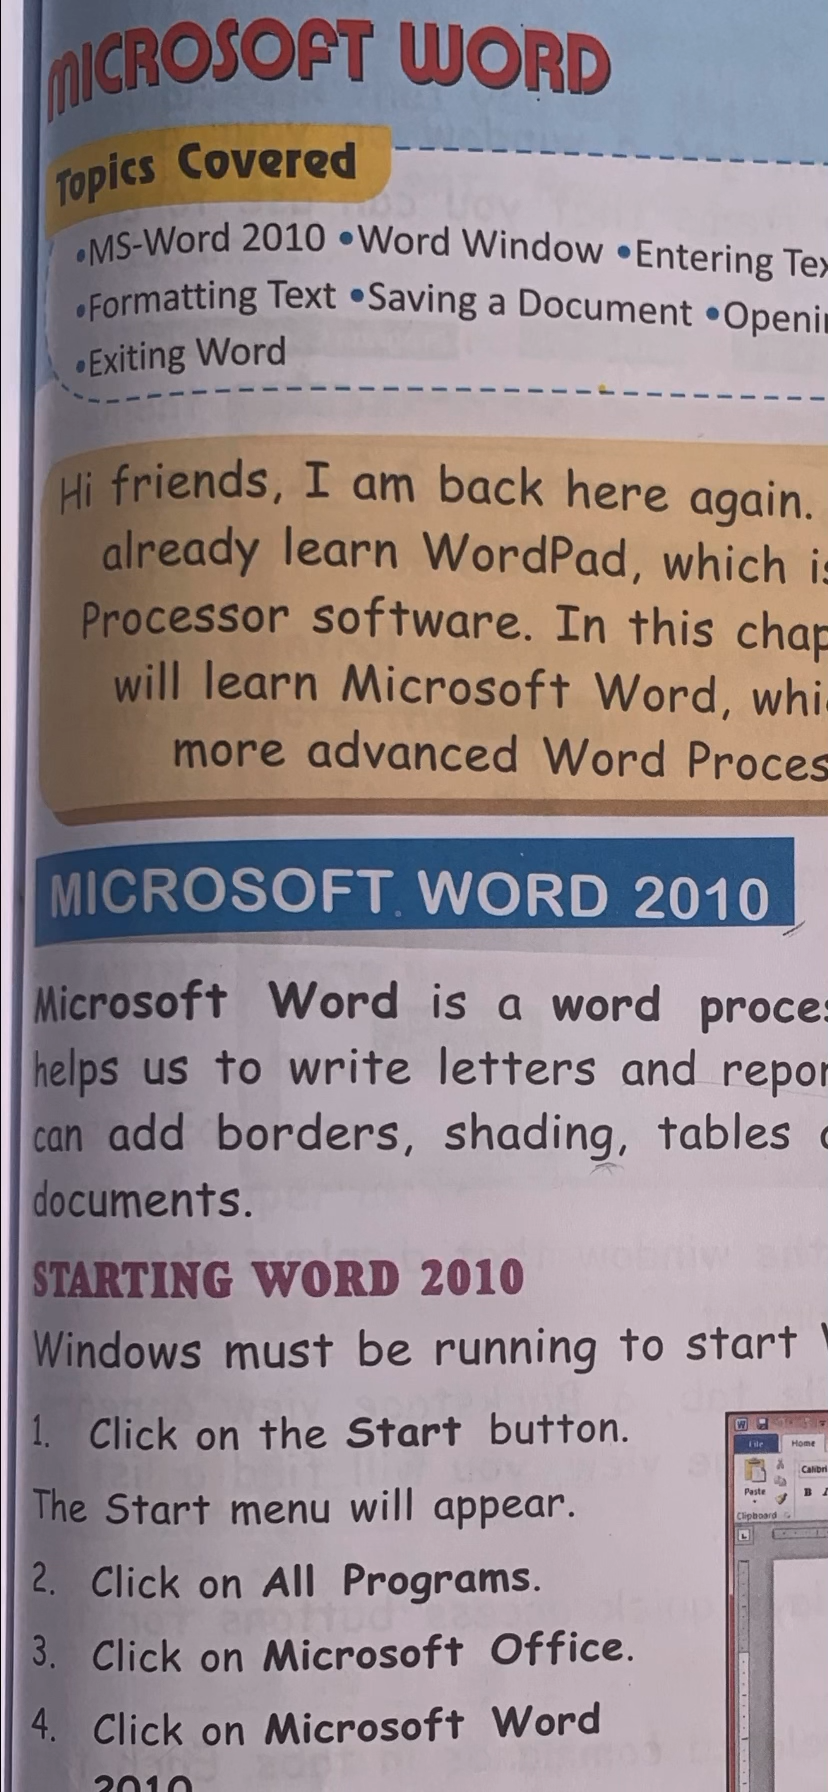 MICROSOFT WORD
Topics Covered
•MS-Word 2010 •Word Window •Entering Tex
•Formatting Text •Saving a Document •Openi
•Exiting Word
Hi friends, I am back here again.
already learn WordPad, which is
Processor software. In this chap
will learn Microsoft Word, whi
more advanced Word Proces
MICROSOFT WORD 2010
Microsoft Word is a word proces
helps us to write letters and repor
can add borders, shading, tables
documents.
STARTING WORD 2010
Windows must be running to start
1. Click on the Start button.
The Start menu will appear.
2. Click on All Programs.
3. Click on Microsoft Office.
4. Click on Microsoft Word
2010
File Home
Calibri
Paste B I
Clipboard